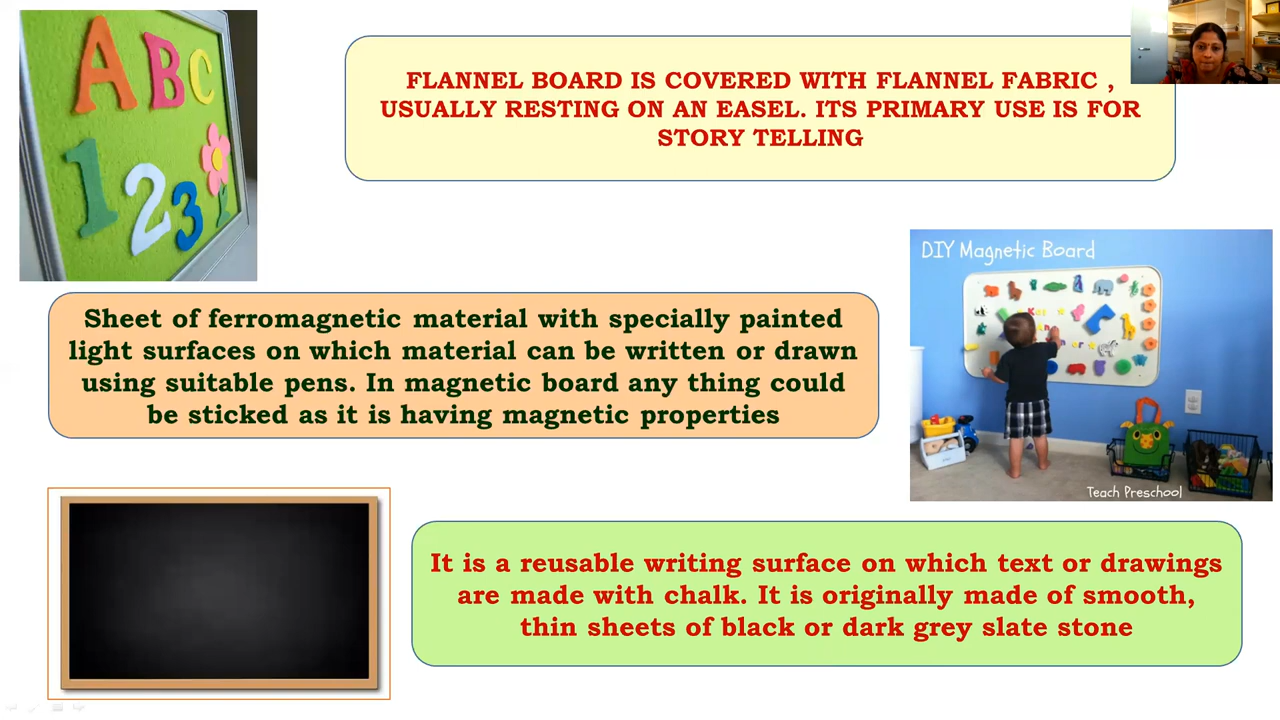 ABC
123
FLANNEL BOARD IS COVERED WITH FLANNEL FABRIC ,
USUALLY RESTING ON AN EASEL. ITS PRIMARY USE IS FOR
STORY TELLING
DIY Magnetic Board
Sheet of ferromagnetic material with specially painted
light surfaces on which material can be written or drawn
using suitable pens. In magnetic board any thing could
be sticked as it is having magnetic properties
Teach Preschool
It is a reusable writing surface on which text or drawings
are made with chalk. It is originally made of smooth,
thin sheets of black or dark grey slate stone